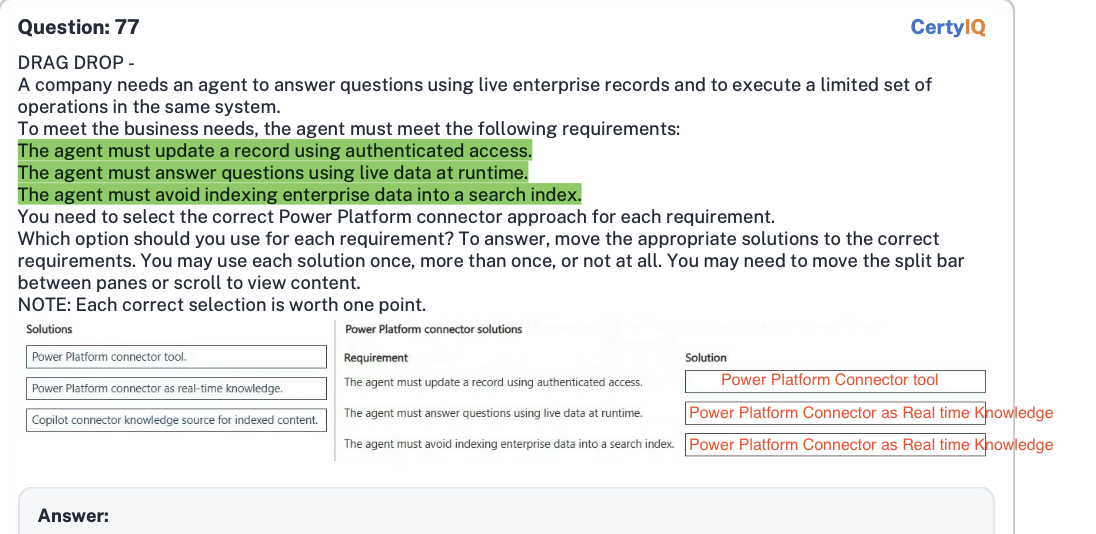 Question: 77
CertyIQ
DRAG DROP -
A company needs an agent to answer questions using live enterprise records and to execute a limited set of
operations in the same system.
To meet the business needs, the agent must meet the following requirements:
The agent must update a record using authenticated access.
The agent must answer questions using live data at runtime.
The agent must avoid indexing enterprise data into a search index.
You need to select the correct Power Platform connector approach for each requirement.
Which option should you use for each requirement? To answer, move the appropriate solutions to the correct
requirements. You may use each solution once, more than once, or not at all. You may need to move the split bar
between panes or scroll to view content.
NOTE: Each correct selection is worth one point.
Solutions
Power Platform connector tool.
Power Platform connector as real-time knowledge.
Copilot connector knowledge source for indexed content.
Power Platform connector solutions
Requirement Solution
The agent must update a record using authenticated access. Power Platform Connector tool
The agent must answer questions using live data at runtime. Power Platform Connector as Real time Knowledge
The agent must avoid indexing enterprise data into a search index. Power Platform Connector as Real time Knowledge
Answer: